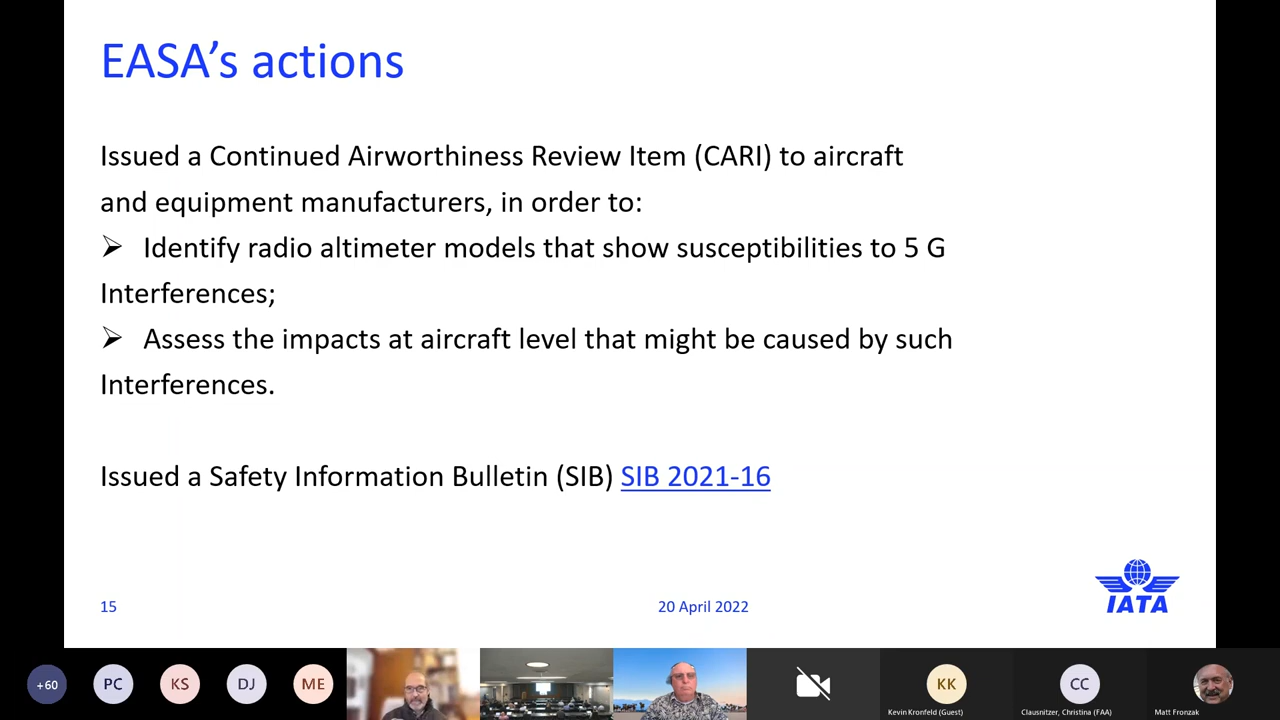 EASA’s actions
Issued a Continued Airworthiness Review Item (CARI) to aircraft
and equipment manufacturers, in order to:
➢ Identify radio altimeter models that show susceptibilities to 5 G
Interferences;
➢ Assess the impacts at aircraft level that might be caused by such
Interferences.
Issued a Safety Information Bulletin (SIB) SIB 2021-16
15
20 April 2022
IATA
+60
PC
KS
DJ
ME
KK
Kevin Kronfeld (Guest)
CC
Clausnitzer, Christina (FAA)
Matt Fronzak